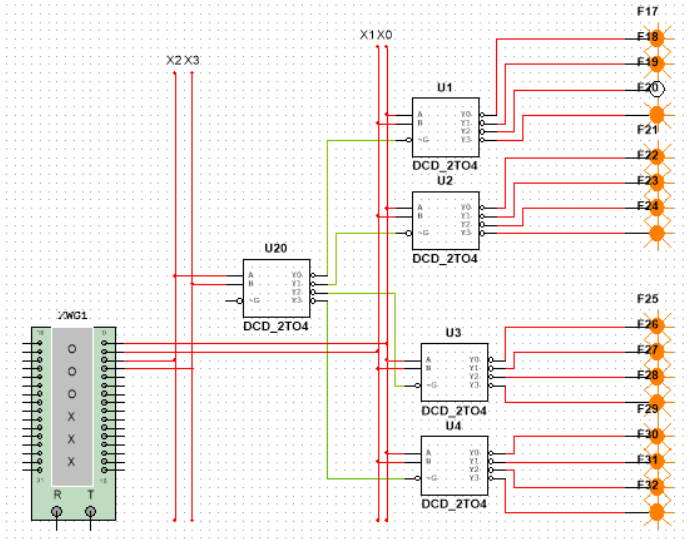 F17
X1 X0
F18
X2 X3
F19
U1
F20
A Y0
B Y1
Y2
~G Y3
F21
DCD_2TO4
F22
U2
F23
A Y0
F24
B Y1
Y2
~G Y3
U20
DCD_2TO4
A Y0
B Y1
Y2
~G Y3
F25
XWG1
DCD_2TO4
F26
U3
O
F27
A Y0
B Y1
O
F28
Y2
~G Y3
O
F29
DCD_2TO4
X
U4
F30
X
A Y0
F31
X
B Y1
Y2
~G Y3
F32
R T
DCD_2TO4